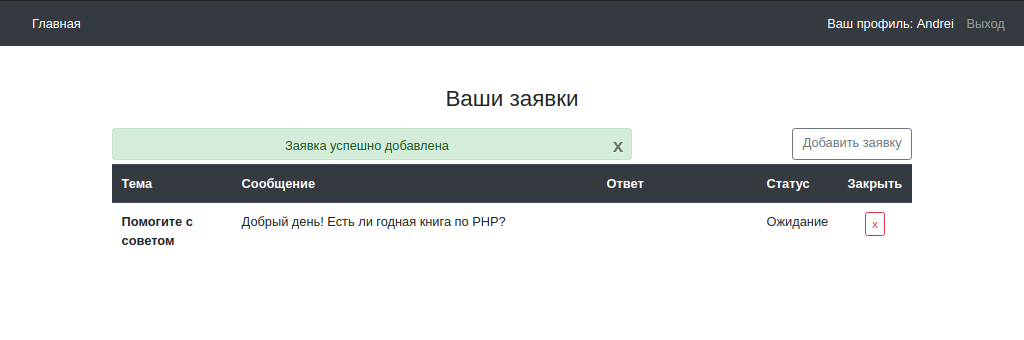 Главная Ваш профиль: Andrei Выход
Ваши заявки
Заявка успешно добавлена x Добавить заявку
Тема Сообщение Ответ Статус Закрыть
Помогите с Добрый день! Есть ли годная книга по PHP? Ожидание x
советом